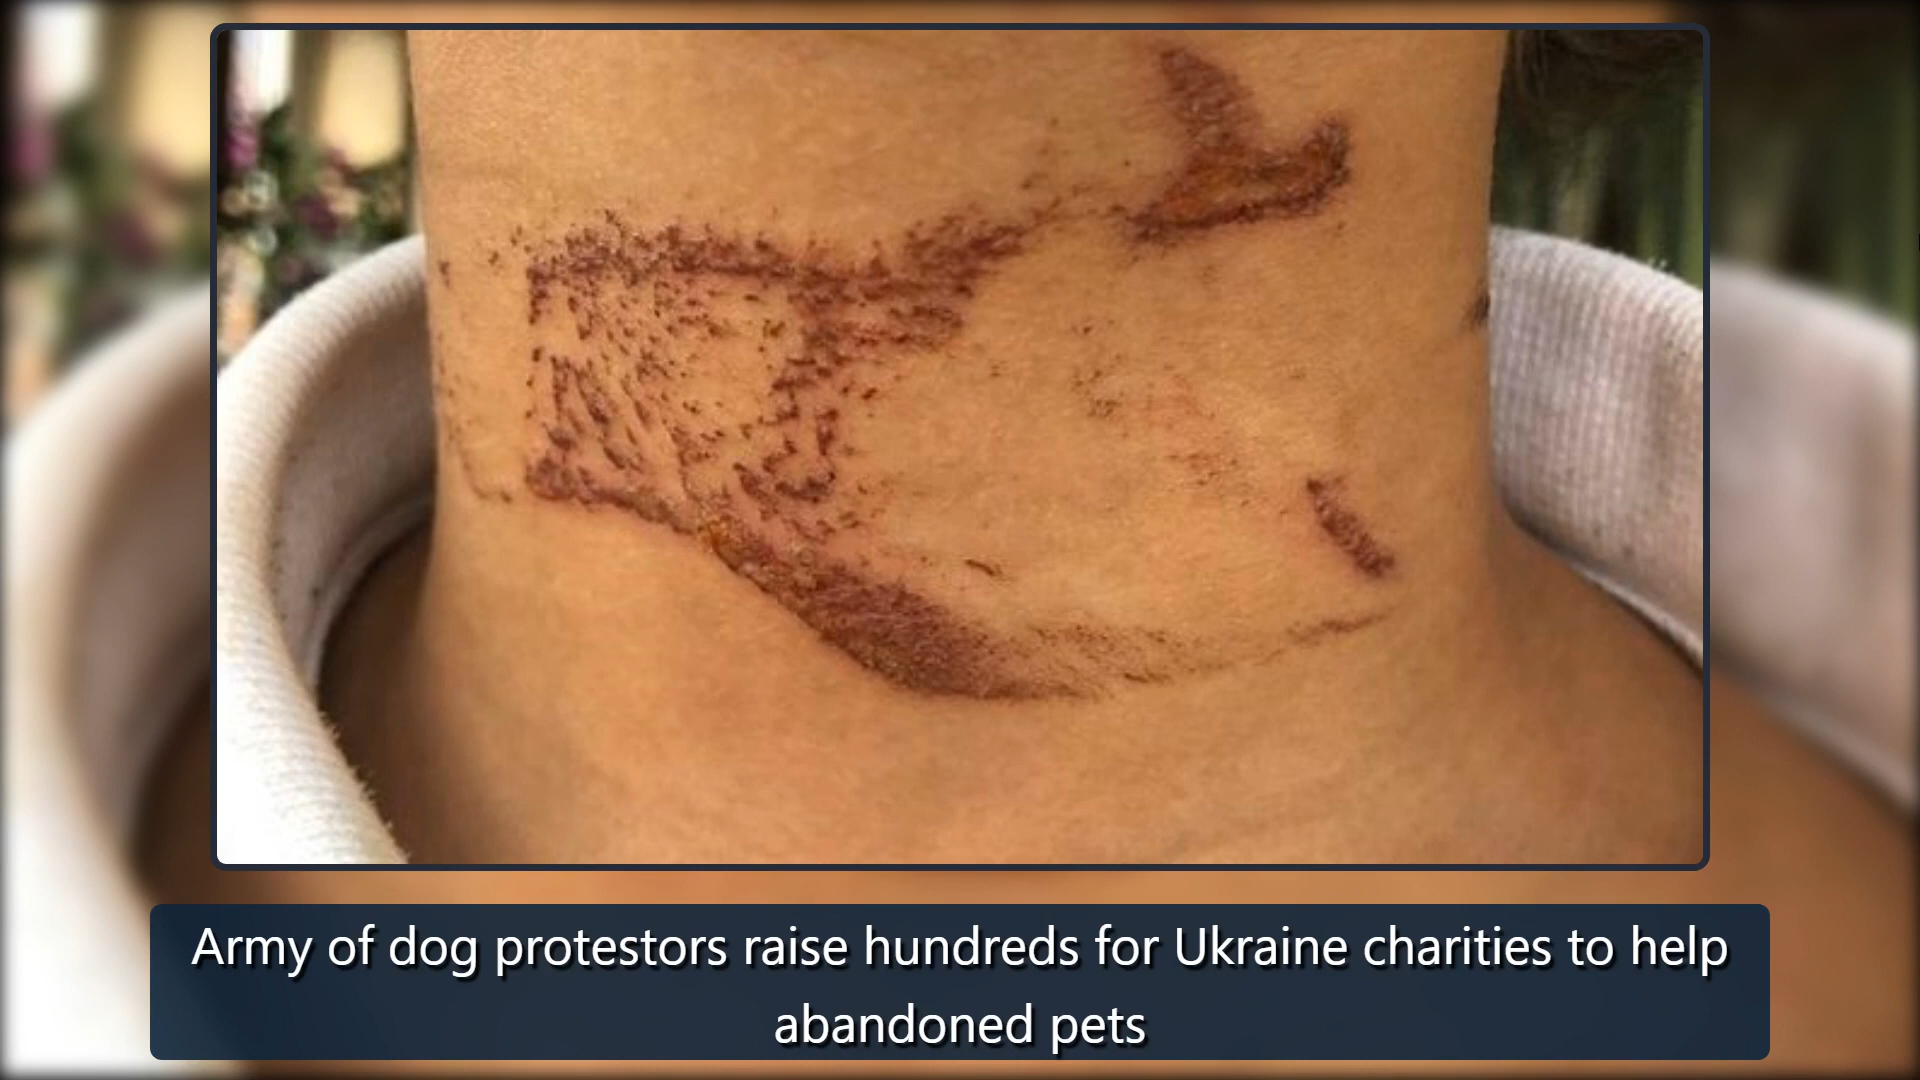 Army of dog protestors raise hundreds for Ukraine charities to help
abandoned pets